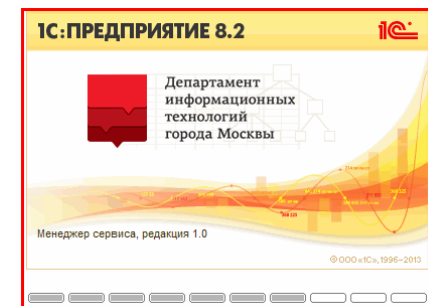 1С:ПРЕДПРИЯТИЕ 8.2
1С
Департамент
информационных
технологий
города Москвы
Менеджер сервиса, редакция 1.0
© ООО «1С», 1996–2013